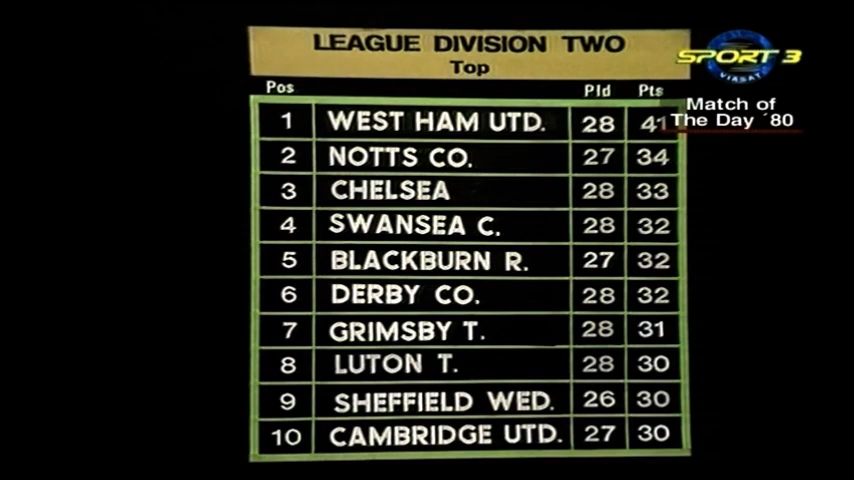 LEAGUE DIVISION TWO
Top
SPORT 3
VIASAT
Match of
The Day ´80
Pos Pld Pts
1 WEST HAM UTD. 28 41
2 NOTTS CO. 27 34
3 CHELSEA 28 33
4 SWANSEA C. 28 32
5 BLACKBURN R. 27 32
6 DERBY CO. 28 32
7 GRIMSBY T. 28 31
8 LUTON T. 28 30
9 SHEFFIELD WED. 26 30
10 CAMBRIDGE UTD. 27 30